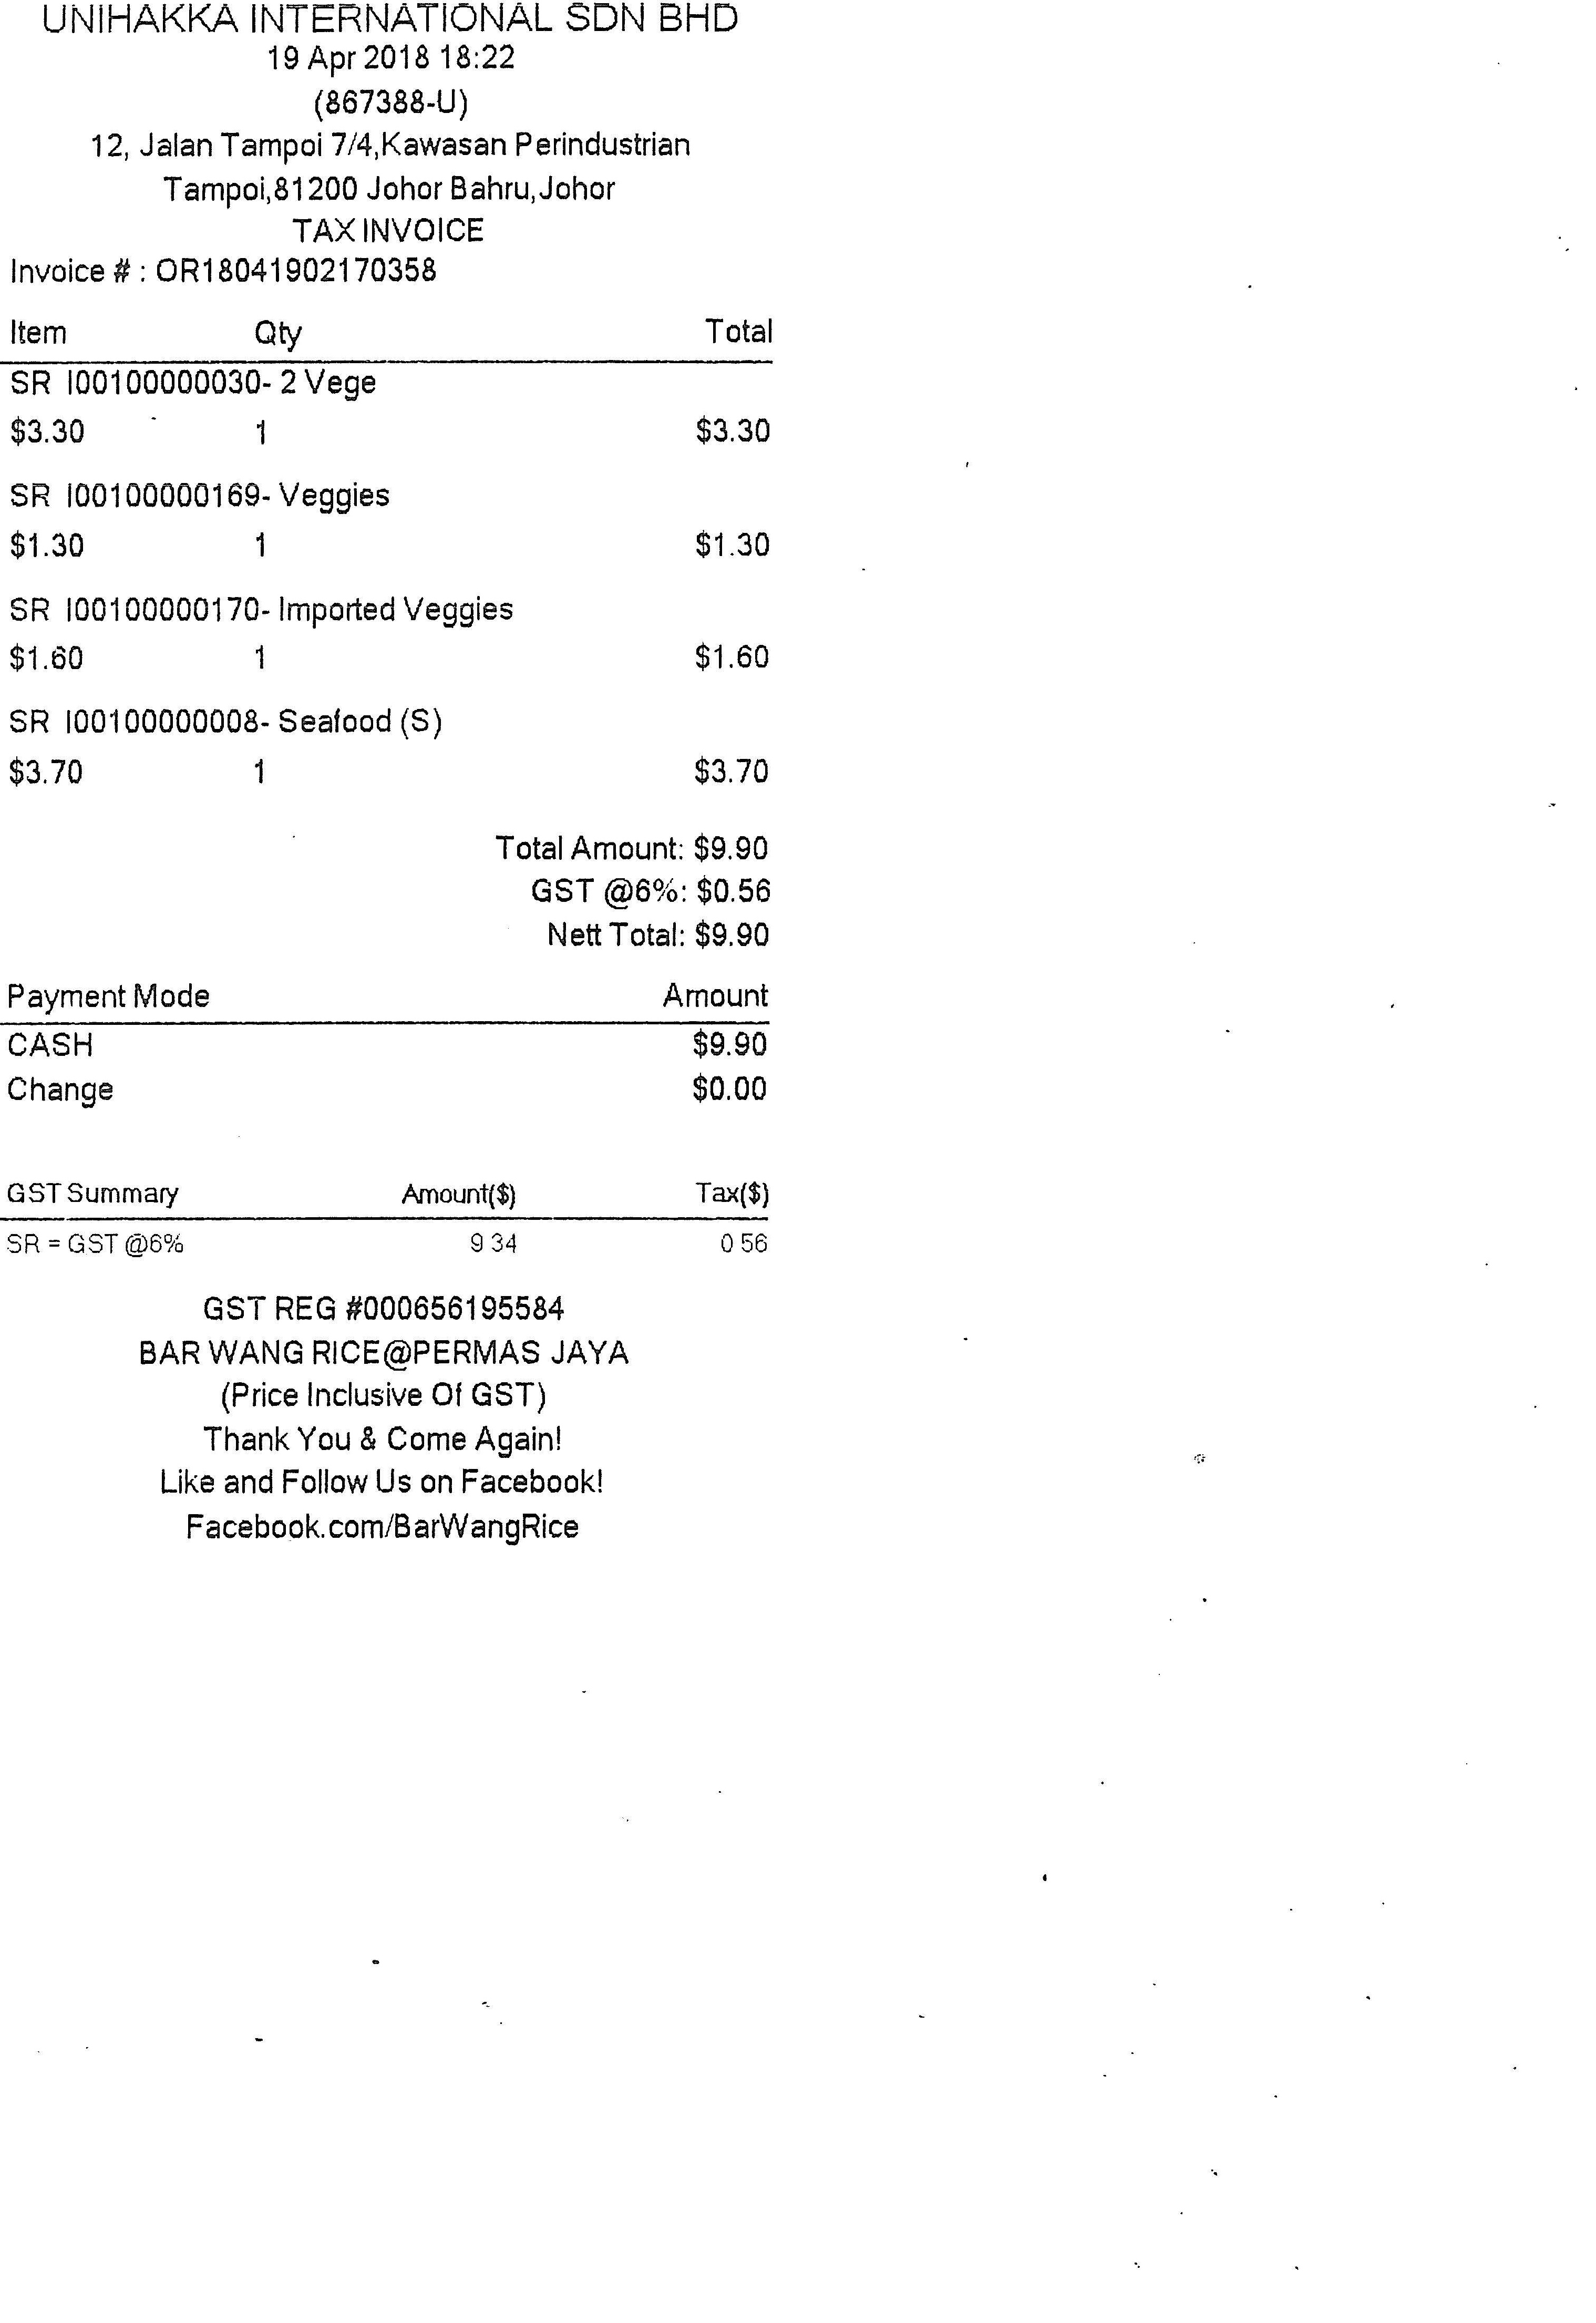 UNIHAKKA INTERNATIONAL SDN BHD
19 Apr 2018 18:22
(867388-U)
12, Jalan Tampoi 7/4,Kawasan Perindustrian
Tampoi,81200 Johor Bahru,Johor
TAX INVOICE
Invoice # : OR18041902170358
Item Qty Total
SR I00100000030- 2 Vege
$3.30 1 $3.30
SR I00100000169- Veggies
$1.30 1 $1.30
SR I00100000170- Imported Veggies
$1.60 1 $1.60
SR I00100000008- Seafood (S)
$3.70 1 $3.70
Total Amount: $9.90
GST @6%: $0.56
Nett Total: $9.90
Payment Mode Amount
CASH $9.90
Change $0.00
GST Summary Amount($) Tax($)
SR = GST @6% 9.34 0.56
GST REG #000656195584
BAR WANG RICE@PERMAS JAYA
(Price Inclusive Of GST)
Thank You & Come Again!
Like and Follow Us on Facebook!
Facebook.com/BarWangRice